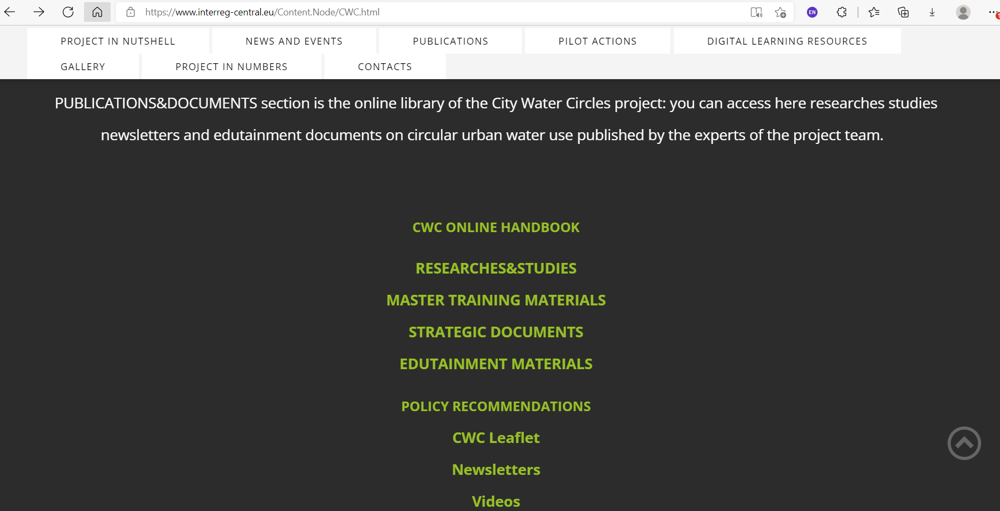 https://www.interreg-central.eu/Content.Node/CWC.html
EN
PROJECT IN NUTSHELL
NEWS AND EVENTS
PUBLICATIONS
PILOT ACTIONS
DIGITAL LEARNING RESOURCES
GALLERY
PROJECT IN NUMBERS
CONTACTS
PUBLICATIONS&DOCUMENTS section is the online library of the City Water Circles project: you can access here researches studies
newsletters and edutainment documents on circular urban water use published by the experts of the project team.
CWC ONLINE HANDBOOK
RESEARCHES&STUDIES
MASTER TRAINING MATERIALS
STRATEGIC DOCUMENTS
EDUTAINMENT MATERIALS
POLICY RECOMMENDATIONS
CWC Leaflet
Newsletters
Videos